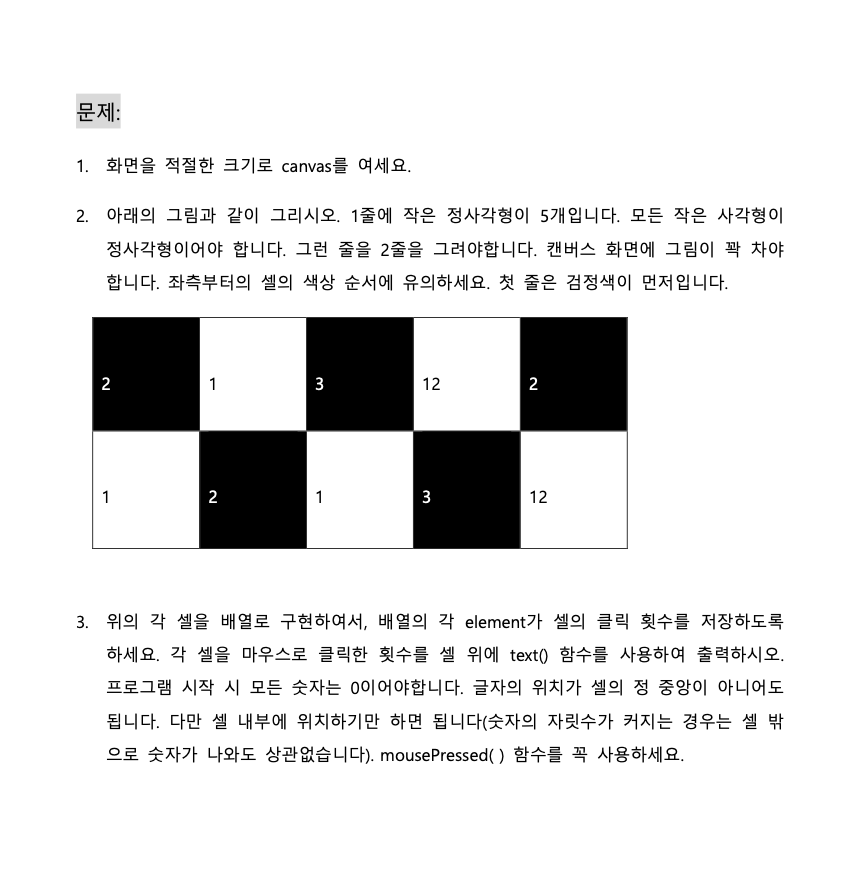 문제:
1. 화면을 적절한 크기로 canvas를 여세요.
2. 아래의 그림과 같이 그리시오. 1줄에 작은 정사각형이 5개입니다. 모든 작은 사각형이
정사각형이어야 합니다. 그런 줄을 2줄을 그려야합니다. 캔버스 화면에 그림이 꽉 차야
합니다. 좌측부터의 셀의 색상 순서에 유의하세요. 첫 줄은 검정색이 먼저입니다.
2 1 3 12 2
1 2 1 3 12
3. 위의 각 셀을 배열로 구현하여서, 배열의 각 element가 셀의 클릭 횟수를 저장하도록
하세요. 각 셀을 마우스로 클릭한 횟수를 셀 위에 text() 함수를 사용하여 출력하시오.
프로그램 시작 시 모든 숫자는 0이어야합니다. 글자의 위치가 셀의 정 중앙이 아니어도
됩니다. 다만 셀 내부에 위치하기만 하면 됩니다(숫자의 자릿수가 커지는 경우는 셀 밖
으로 숫자가 나와도 상관없습니다). mousePressed( ) 함수를 꼭 사용하세요.